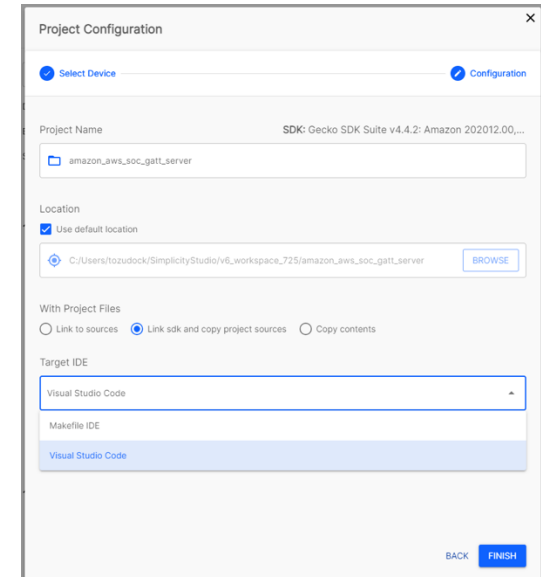 Project Configuration
Select Device
Configuration
Project Name
SDK: Gecko SDK Suite v4.4.2: Amazon 202012.00,...
amazon_aws_soc_gatt_server
Location
Use default location
C:/Users/tozudock/SimplicityStudio/v6_workspace_725/amazon_aws_soc_gatt_server
BROWSE
With Project Files
Link to sources
Link sdk and copy project sources
Copy contents
Target IDE
Visual Studio Code
Makefile IDE
Visual Studio Code
BACK
FINISH